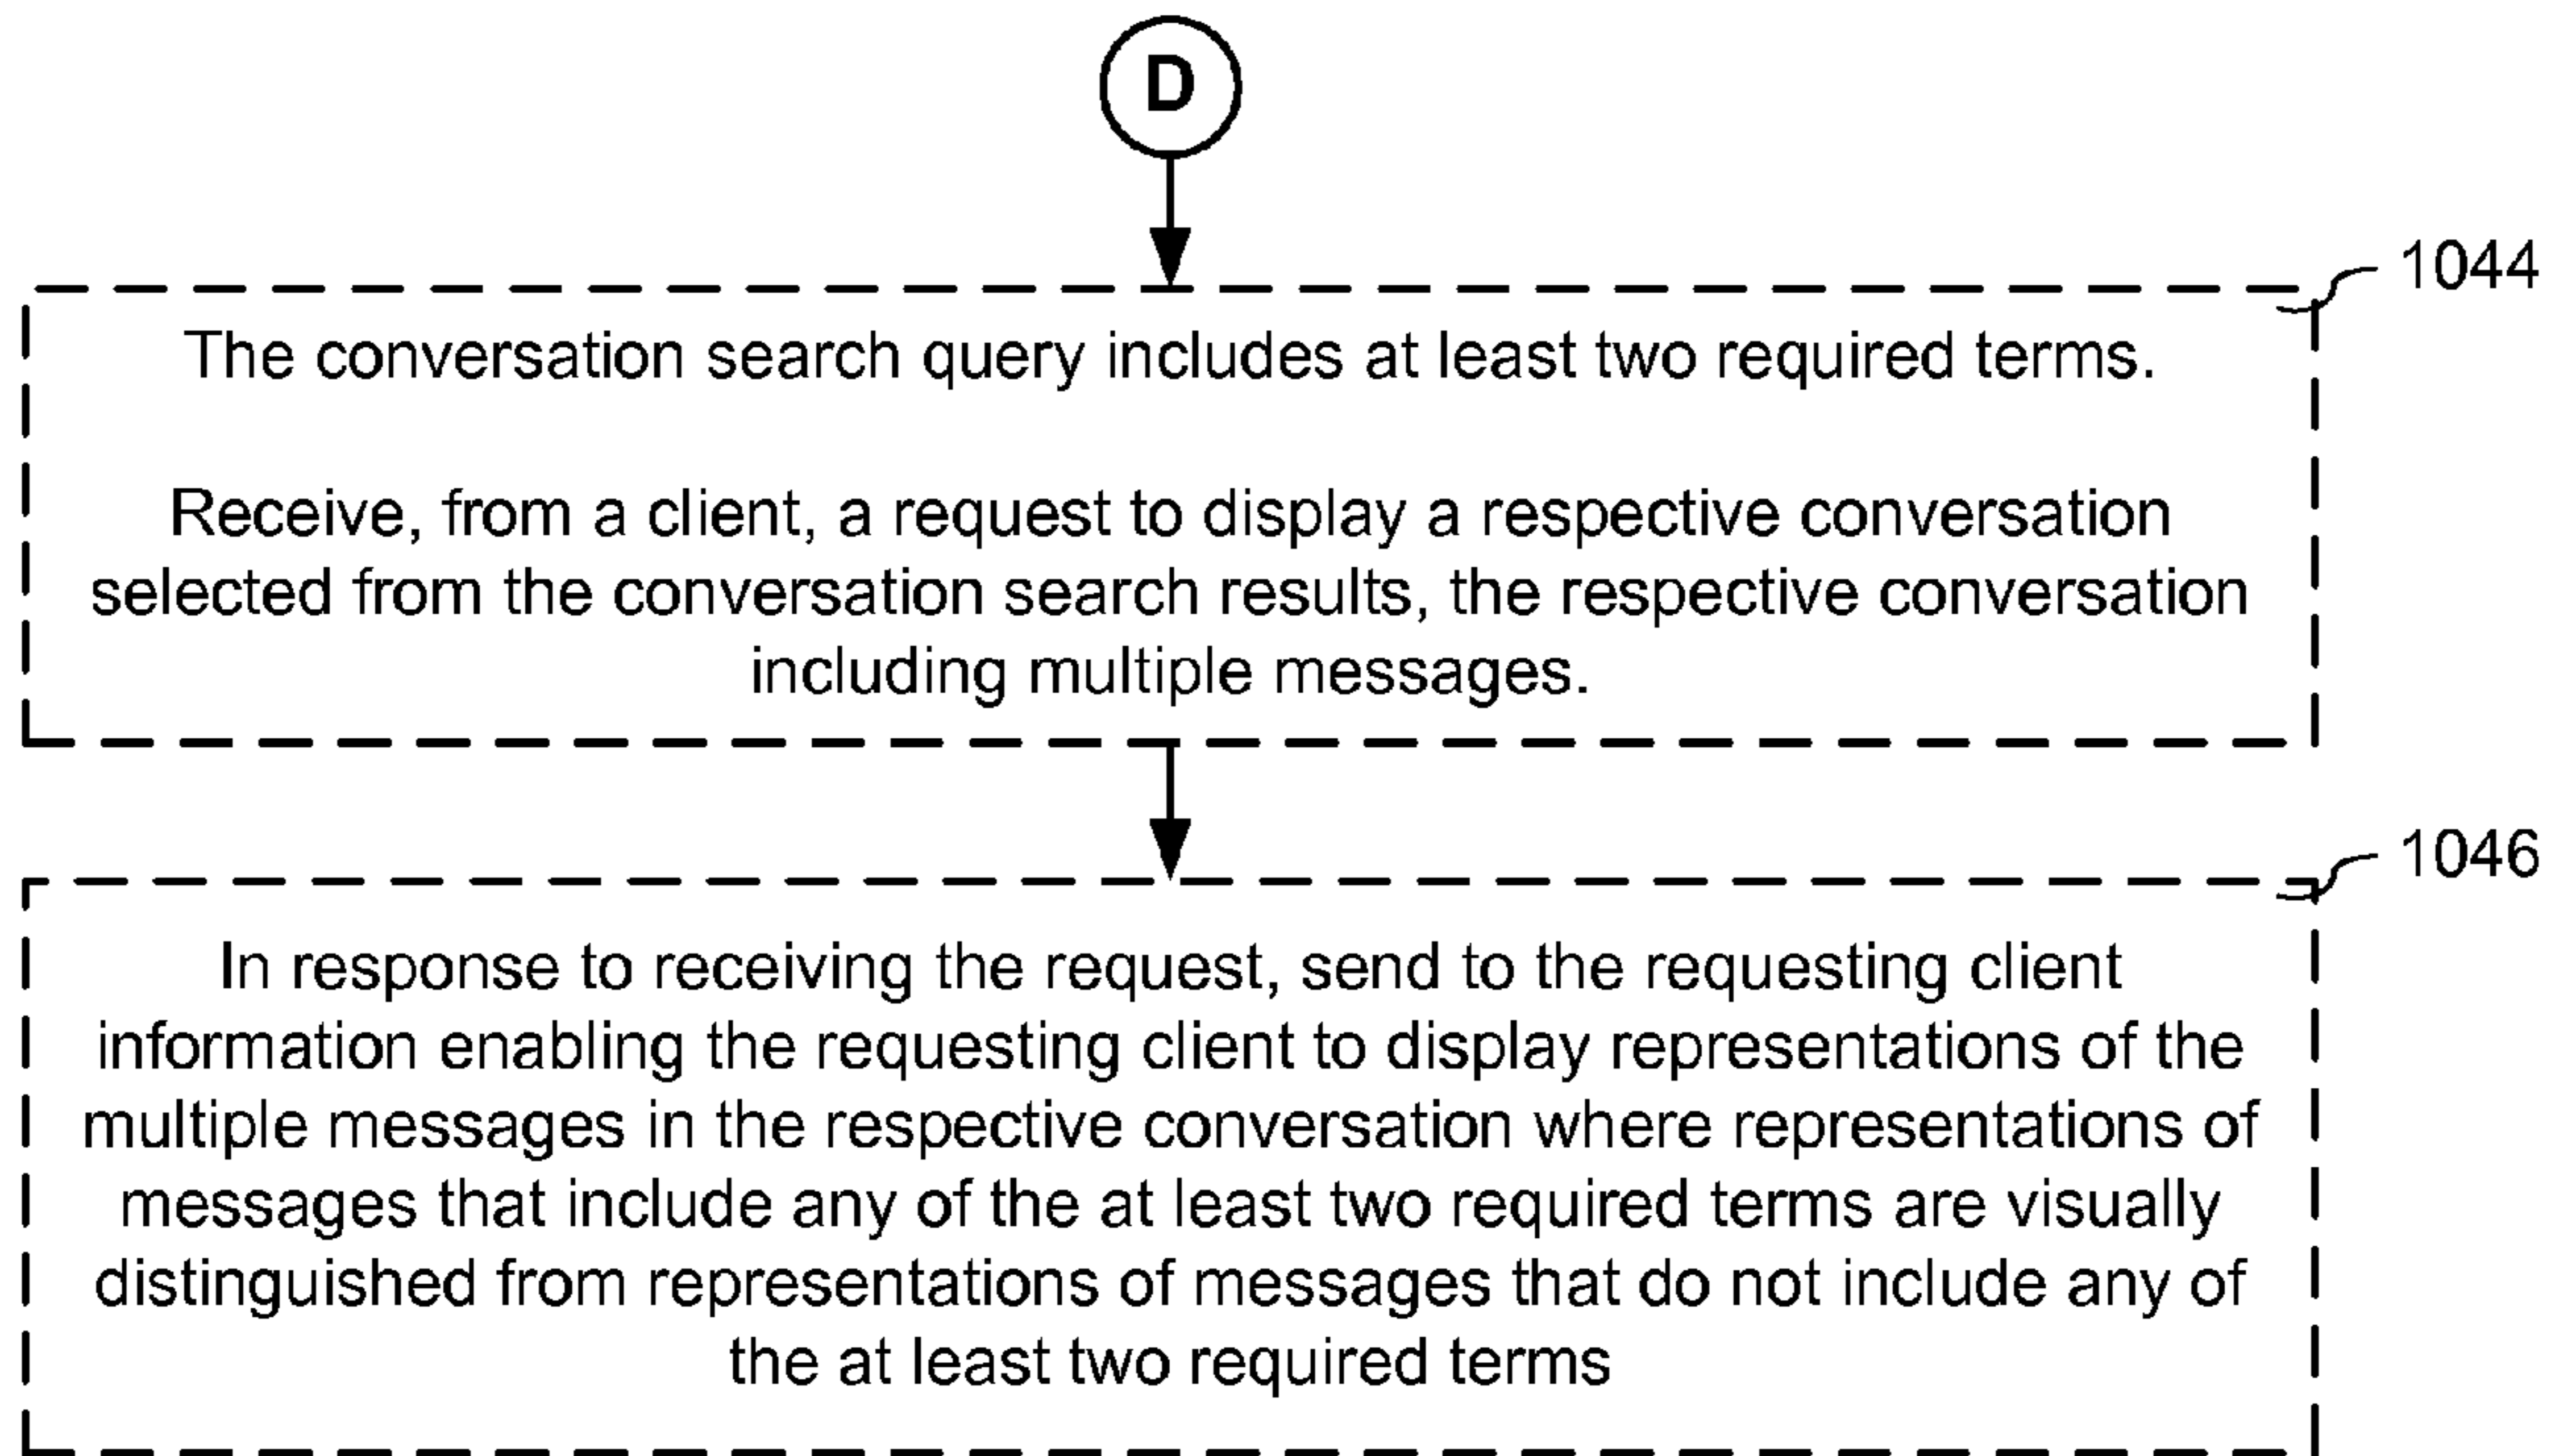 D
1044
The conversation search query includes at least two required terms.
Receive, from a client, a request to display a respective conversation
selected from the conversation search results, the respective conversation
including multiple messages.
1046
In response to receiving the request, send to the requesting client
information enabling the requesting client to display representations of the
multiple messages in the respective conversation where representations of
messages that include any of the at least two required terms are visually
distinguished from representations of messages that do not include any of
the at least two required terms